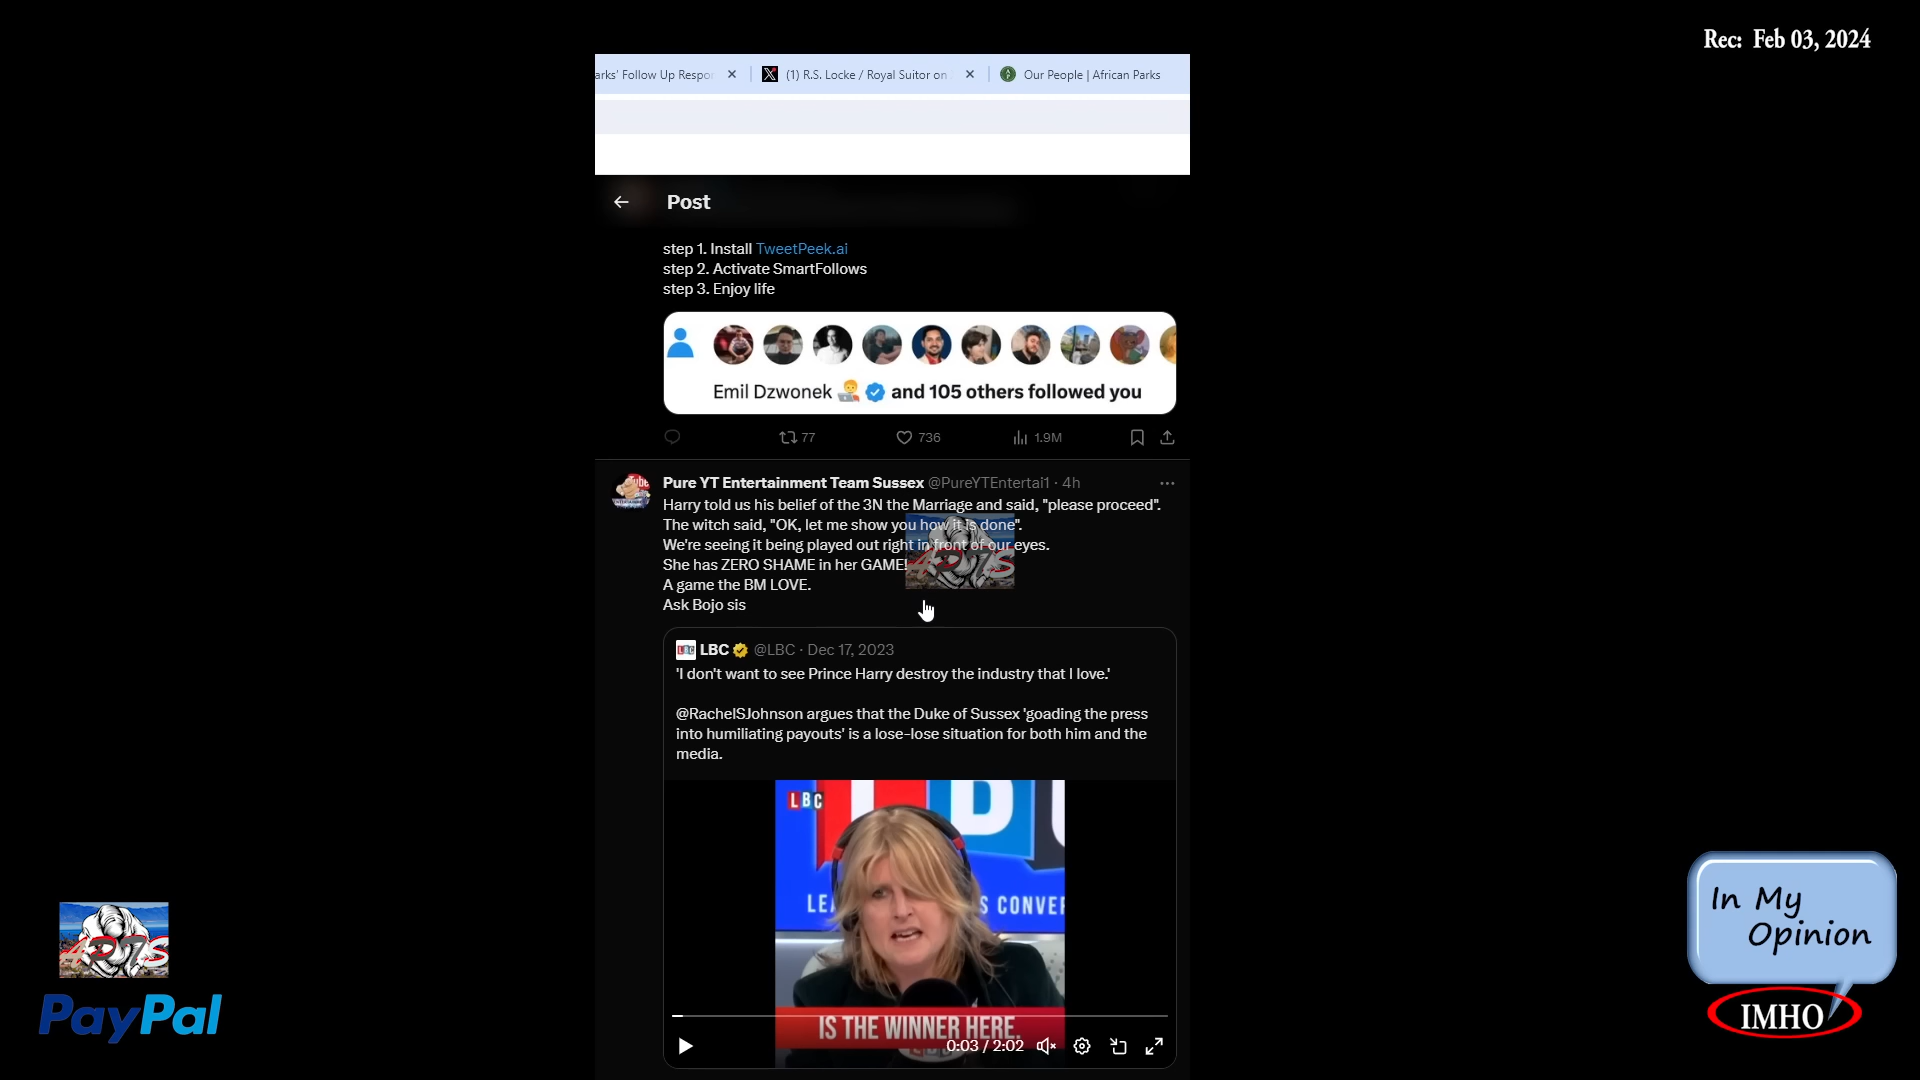 Rec: Feb 03, 2024
arks' Follow Up Respo
(1) R.S. Locke / Royal Suitor on
Our People | African Parks
Post
step 1. Install TweetPeek.ai
step 2. Activate SmartFollows
step 3. Enjoy life
Emil Dzwonek and 105 others followed you
77
736
1.9M
Pure YT Entertainment Team Sussex @PureYTEntertai1 · 4h
Harry told us his belief of the 3N the Marriage and said, "please proceed".
The witch said, "OK, let me show you how it is done".
We're seeing it being played out right in front of our eyes.
She has ZERO SHAME in her GAME!
A game the BM LOVE.
Ask Bojo sis
LBC @LBC · Dec 17, 2023
'I don't want to see Prince Harry destroy the industry that I love.'
@RachelSJohnson argues that the Duke of Sussex 'goading the press
into humiliating payouts' is a lose-lose situation for both him and the
media.
LBC
S CONVER
IS THE WINNER HERE.
0:03 / 2:02
PayPal
In My
Opinion
IMHO